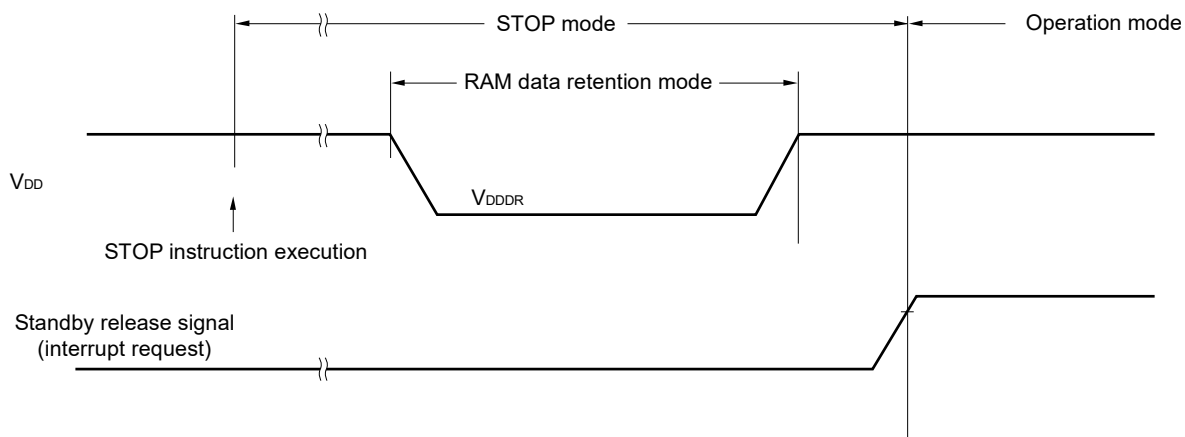 STOP mode
Operation mode
RAM data retention mode
VDD
VDDDR
STOP instruction execution
Standby release signal
(interrupt request)